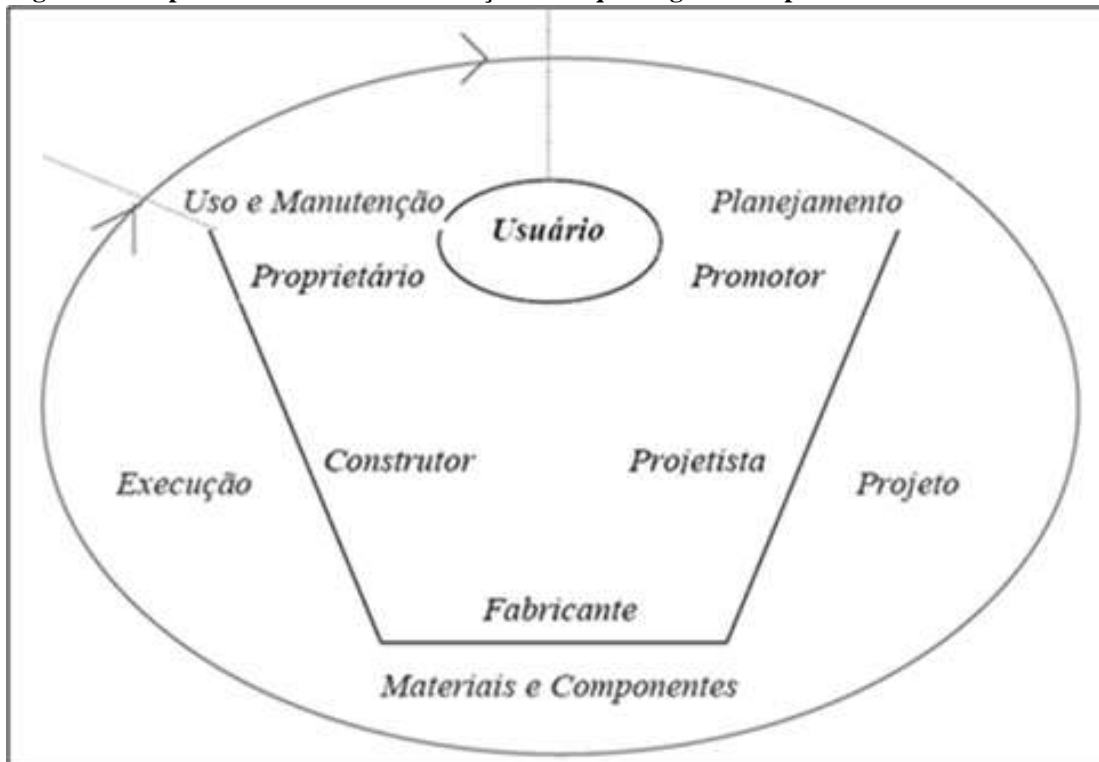 Uso e Manutenção
Usuário
Planejamento
Proprietário
Promotor
Construtor
Projetista
Execução
Projeto
Fabricante
Materiais e Componentes